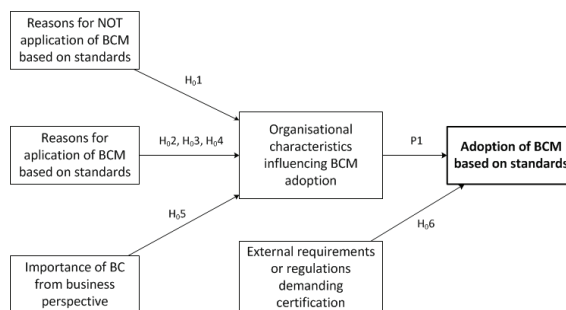 Reasons for NOT
application of BCM
based on standards
H₀1
Reasons for
aplication of BCM
based on standards
H₀2, H₀3, H₀4
Organisational
characteristics
influencing BCM
adoption
P1
Adoption of BCM
based on standards
H₀5
H₀6
Importance of BC
from business
perspective
External requirements
or regulations
demanding
certification